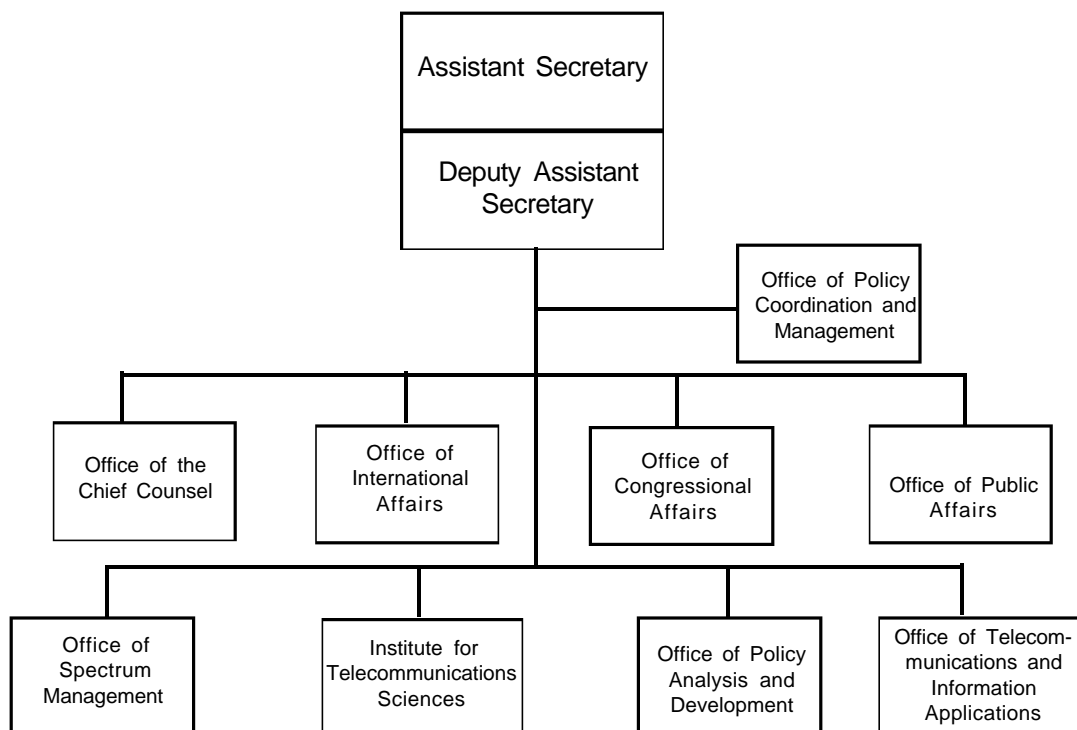 Assistant Secretary
Deputy Assistant
Secretary
Office of Policy
Coordination and
Management
Office of the
Chief Counsel
Office of
International
Affairs
Office of
Congressional
Affairs
Office of Public
Affairs
Office of
Spectrum
Management
Institute for
Telecommunications
Sciences
Office of Policy
Analysis and
Development
Office of Telecom-
munications and
Information
Applications